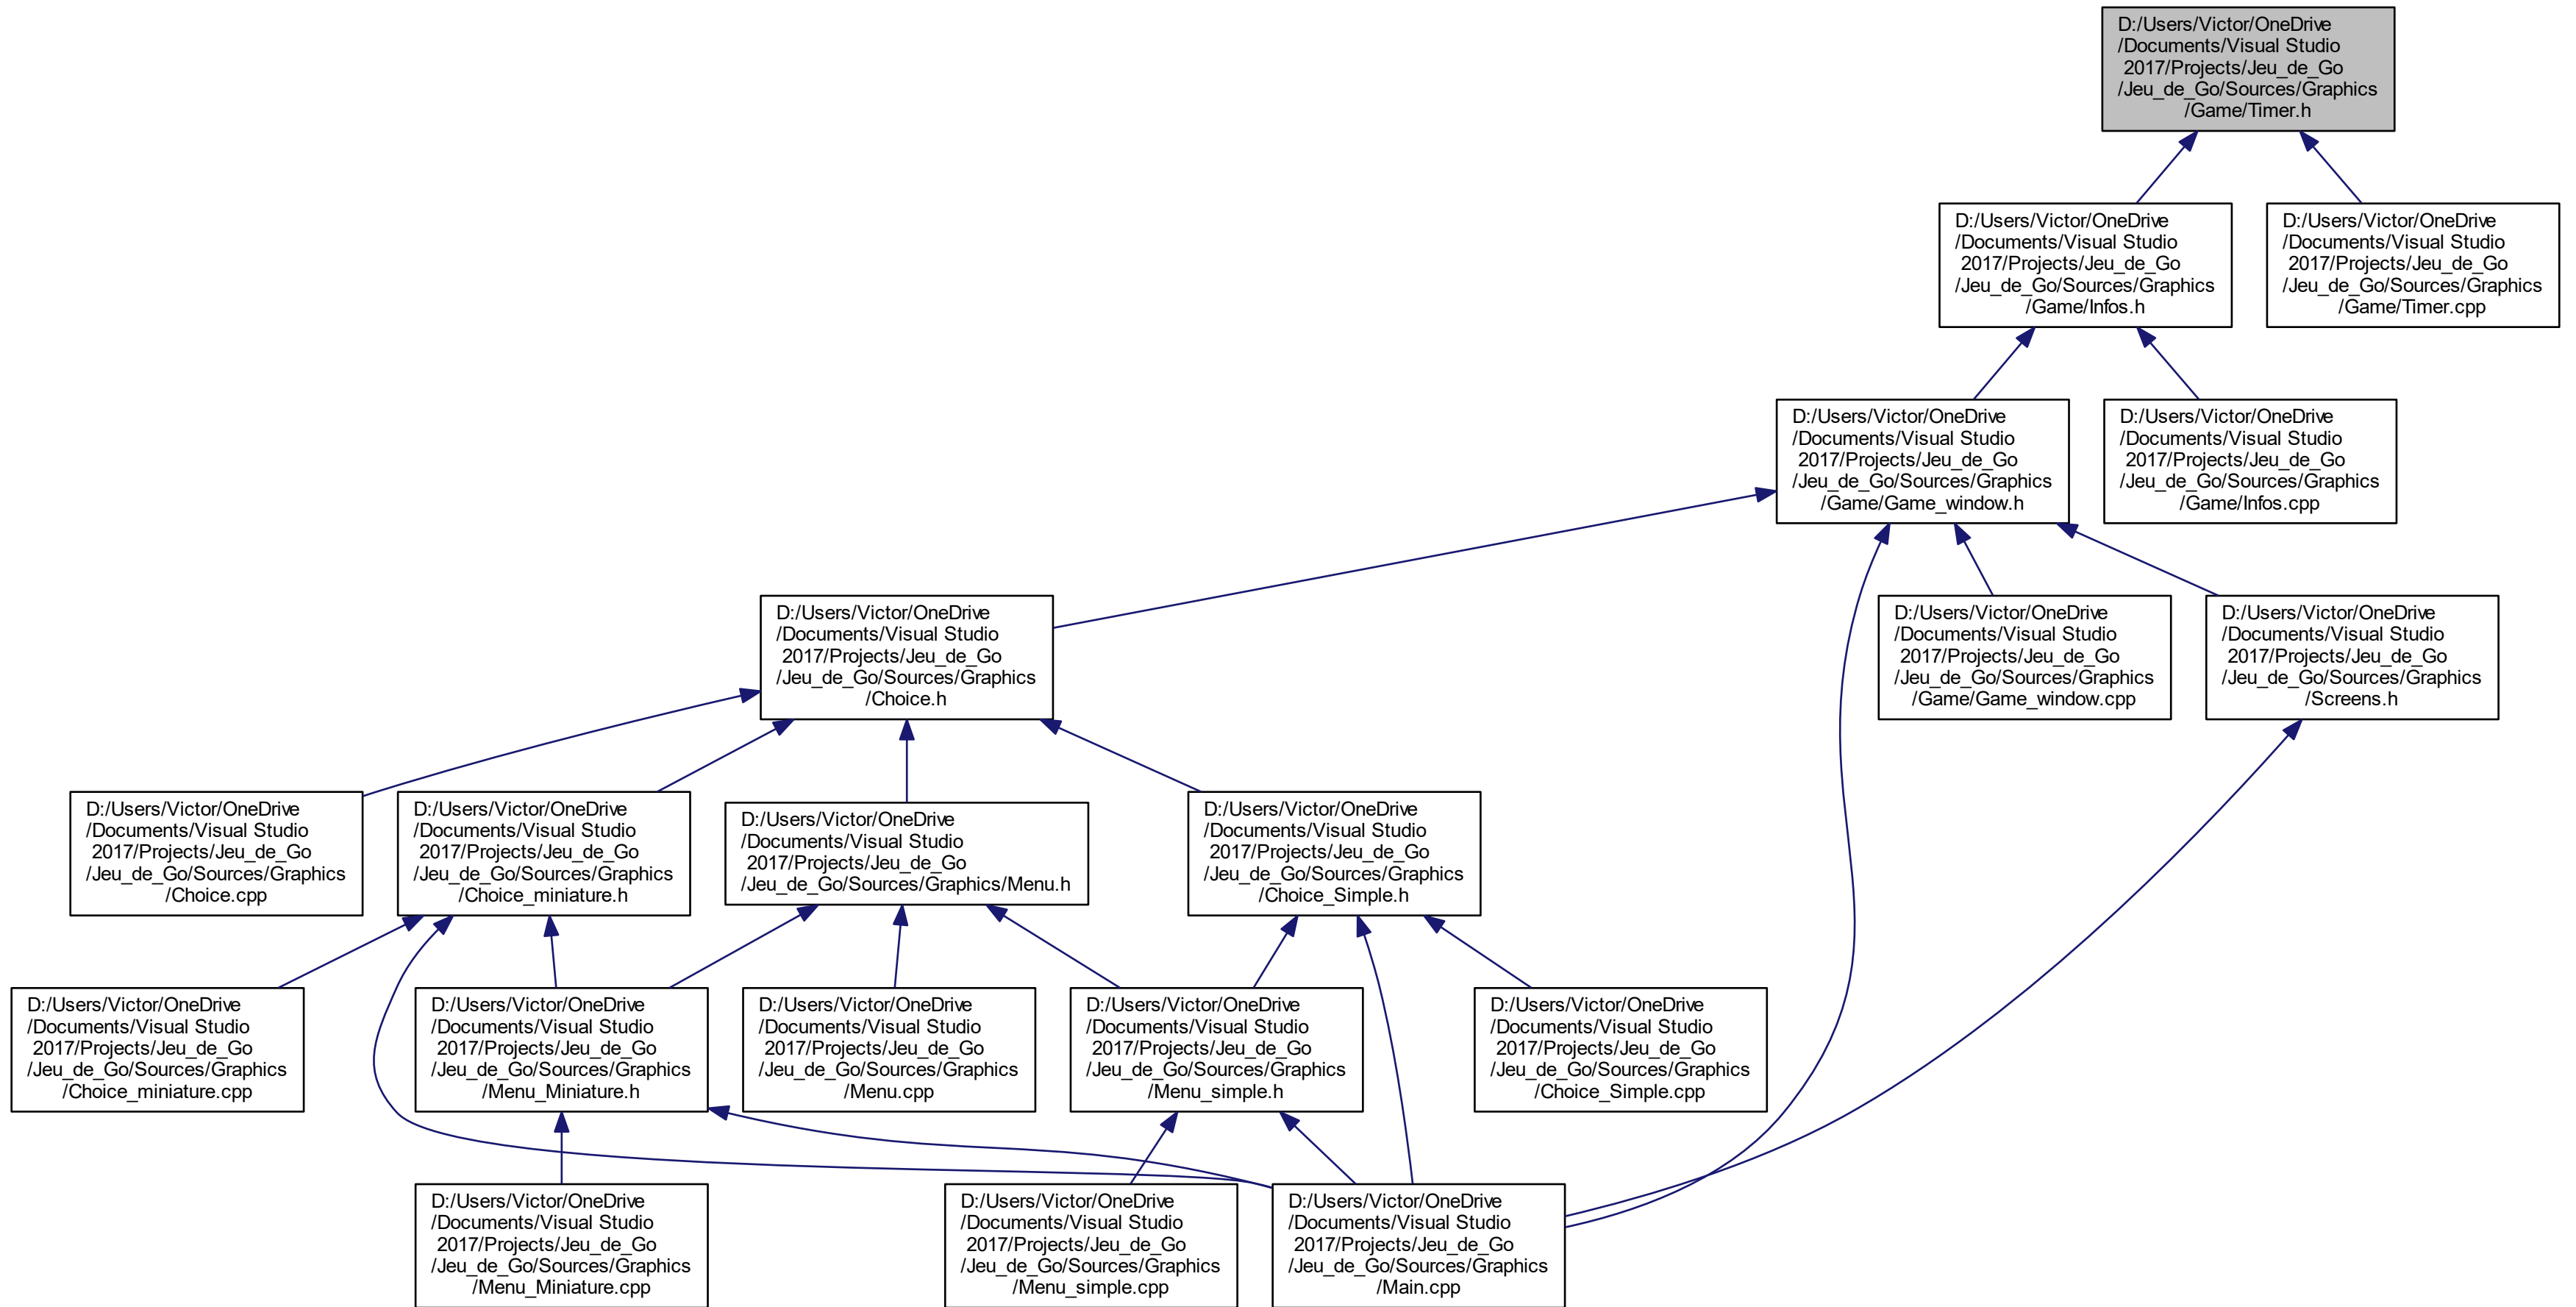 D:/Users/Victor/OneDrive
/Documents/Visual Studio
2017/Projects/Jeu_de_Go
/Jeu_de_Go/Sources/Graphics
/Game/Timer.h
D:/Users/Victor/OneDrive
/Documents/Visual Studio
2017/Projects/Jeu_de_Go
/Jeu_de_Go/Sources/Graphics
/Game/Infos.h
D:/Users/Victor/OneDrive
/Documents/Visual Studio
2017/Projects/Jeu_de_Go
/Jeu_de_Go/Sources/Graphics
/Game/Timer.cpp
D:/Users/Victor/OneDrive
/Documents/Visual Studio
2017/Projects/Jeu_de_Go
/Jeu_de_Go/Sources/Graphics
/Game/Game_window.h
D:/Users/Victor/OneDrive
/Documents/Visual Studio
2017/Projects/Jeu_de_Go
/Jeu_de_Go/Sources/Graphics
/Game/Infos.cpp
D:/Users/Victor/OneDrive
/Documents/Visual Studio
2017/Projects/Jeu_de_Go
/Jeu_de_Go/Sources/Graphics
/Choice.h
D:/Users/Victor/OneDrive
/Documents/Visual Studio
2017/Projects/Jeu_de_Go
/Jeu_de_Go/Sources/Graphics
/Game/Game_window.cpp
D:/Users/Victor/OneDrive
/Documents/Visual Studio
2017/Projects/Jeu_de_Go
/Jeu_de_Go/Sources/Graphics
/Screens.h
D:/Users/Victor/OneDrive
/Documents/Visual Studio
2017/Projects/Jeu_de_Go
/Jeu_de_Go/Sources/Graphics
/Choice.cpp
D:/Users/Victor/OneDrive
/Documents/Visual Studio
2017/Projects/Jeu_de_Go
/Jeu_de_Go/Sources/Graphics
/Choice_miniature.h
D:/Users/Victor/OneDrive
/Documents/Visual Studio
2017/Projects/Jeu_de_Go
/Jeu_de_Go/Sources/Graphics/Menu.h
D:/Users/Victor/OneDrive
/Documents/Visual Studio
2017/Projects/Jeu_de_Go
/Jeu_de_Go/Sources/Graphics
/Choice_Simple.h
D:/Users/Victor/OneDrive
/Documents/Visual Studio
2017/Projects/Jeu_de_Go
/Jeu_de_Go/Sources/Graphics
/Choice_miniature.cpp
D:/Users/Victor/OneDrive
/Documents/Visual Studio
2017/Projects/Jeu_de_Go
/Jeu_de_Go/Sources/Graphics
/Menu_Miniature.h
D:/Users/Victor/OneDrive
/Documents/Visual Studio
2017/Projects/Jeu_de_Go
/Jeu_de_Go/Sources/Graphics
/Menu.cpp
D:/Users/Victor/OneDrive
/Documents/Visual Studio
2017/Projects/Jeu_de_Go
/Jeu_de_Go/Sources/Graphics
/Menu_simple.h
D:/Users/Victor/OneDrive
/Documents/Visual Studio
2017/Projects/Jeu_de_Go
/Jeu_de_Go/Sources/Graphics
/Choice_Simple.cpp
D:/Users/Victor/OneDrive
/Documents/Visual Studio
2017/Projects/Jeu_de_Go
/Jeu_de_Go/Sources/Graphics
/Menu_Miniature.cpp
D:/Users/Victor/OneDrive
/Documents/Visual Studio
2017/Projects/Jeu_de_Go
/Jeu_de_Go/Sources/Graphics
/Menu_simple.cpp
D:/Users/Victor/OneDrive
/Documents/Visual Studio
2017/Projects/Jeu_de_Go
/Jeu_de_Go/Sources/Graphics
/Main.cpp